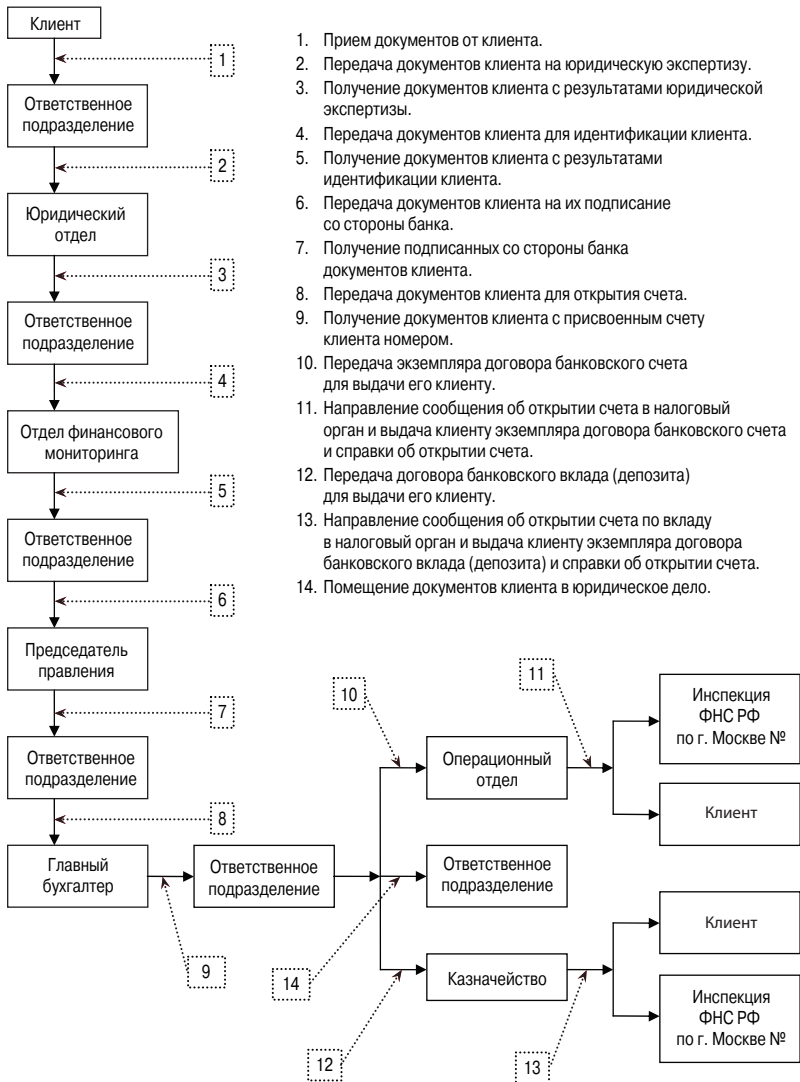 Клиент
1
Ответственное
подразделение
2
Юридический
отдел
3
Ответственное
подразделение
4
Отдел финансового
мониторинга
5
Ответственное
подразделение
6
Председатель
правления
7
Ответственное
подразделение
8
Главный
бухгалтер
9
Ответственное
подразделение
1. Прием документов от клиента.
2. Передача документов клиента на юридическую экспертизу.
3. Получение документов клиента с результатами юридической
экспертизы.
4. Передача документов клиента для идентификации клиента.
5. Получение документов клиента с результатами
идентификации клиента.
6. Передача документов клиента на их подписание
со стороны банка.
7. Получение подписанных со стороны банка
документов клиента.
8. Передача документов клиента для открытия счета.
9. Получение документов клиента с присвоенным счету
клиента номером.
10. Передача экземпляра договора банковского счета
для выдачи его клиенту.
11. Направление сообщения об открытии счета в налоговый
орган и выдача клиенту экземпляра договора банковского счета
и справки об открытии счета.
12. Передача договора банковского вклада (депозита)
для выдачи его клиенту.
13. Направление сообщения об открытии счета по вкладу
в налоговый орган и выдача клиенту экземпляра договора
банковского вклада (депозита) и справки об открытии счета.
14. Помещение документов клиента в юридическое дело.
10
Операционный
отдел
11
Инспекция
ФНС РФ
по г. Москве №
Клиент
14
Ответственное
подразделение
12
Казначейство
13
Клиент
Инспекция
ФНС РФ
по г. Москве №